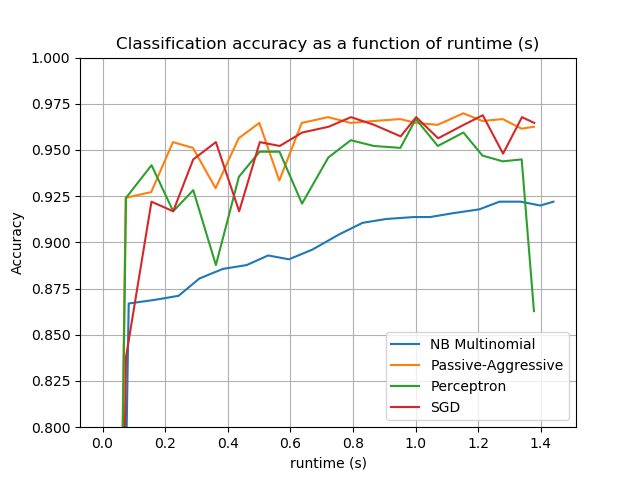 Classification accuracy as a function of runtime (s)
1.000
0.975
0.950
0.925
0.900
0.875
0.850
0.825
0.800
Accuracy
0.0 0.2 0.4 0.6 0.8 1.0 1.2 1.4
runtime (s)
NB Multinomial
Passive-Aggressive
Perceptron
SGD